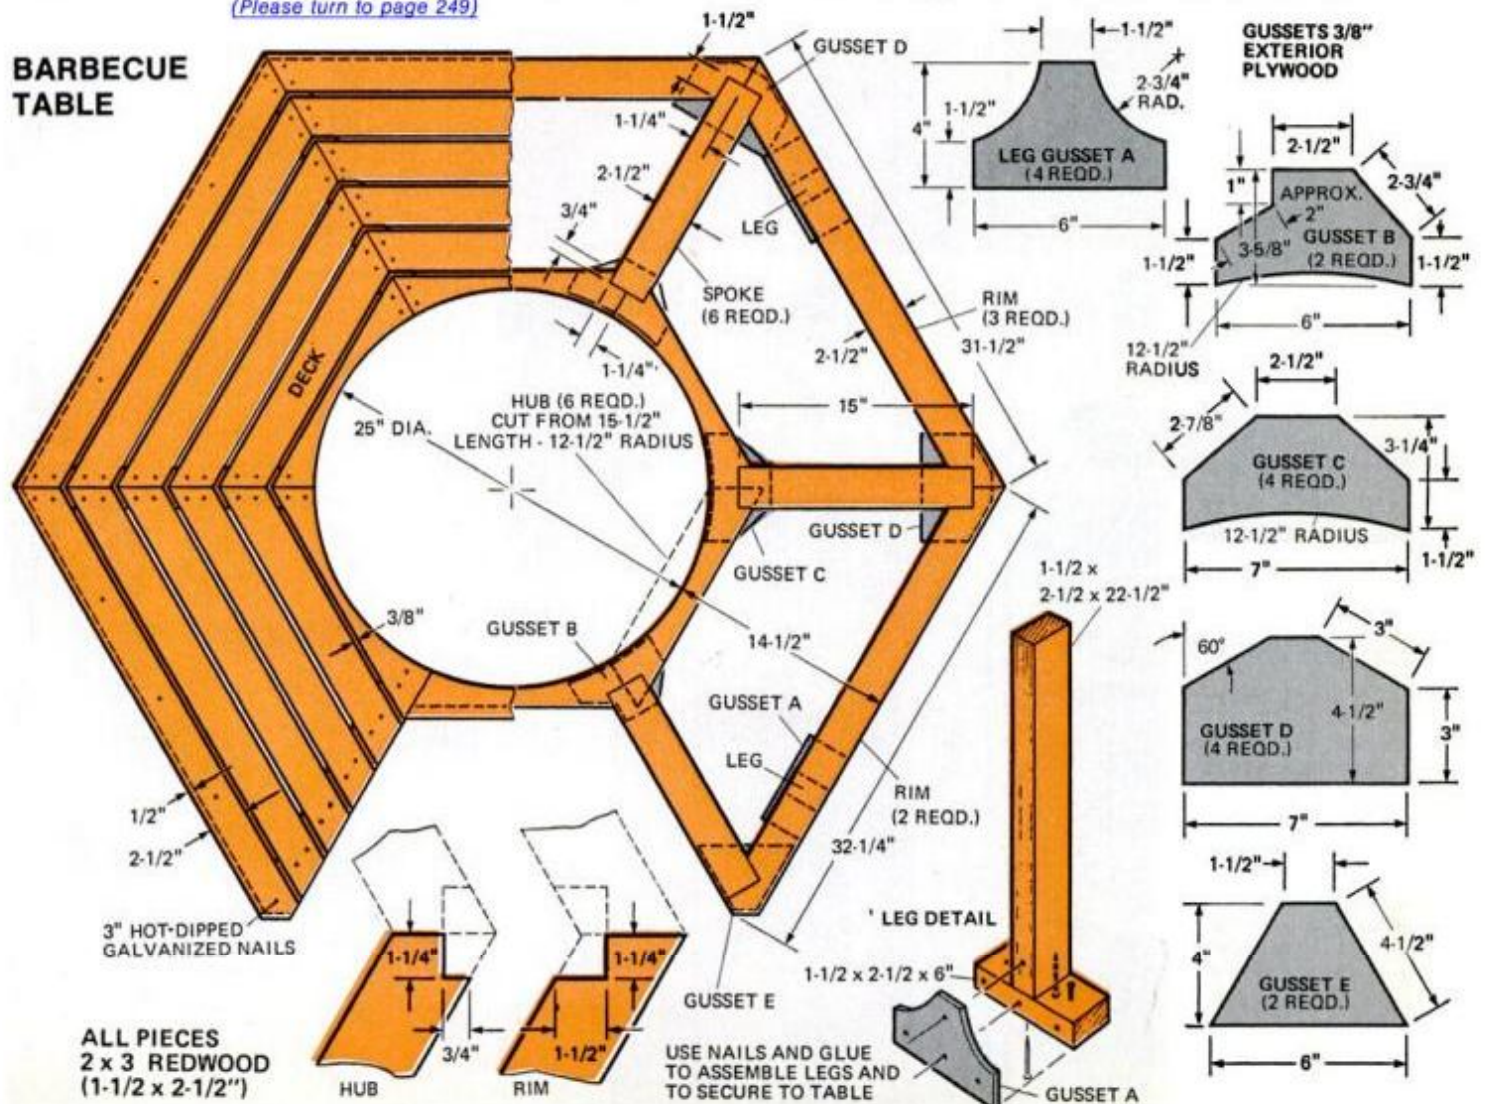 (Please turn to page 249)
BARBECUE
TABLE
1-1/2"
GUSSET D
1-1/4"
2-1/2"
3/4"
LEG
SPOKE
(6 REQD.)
RIM
(3 REQD.)
31-1/2"
2-1/2"
1-1/4"
DECK
25" DIA.
HUB (6 REQD.)
CUT FROM 15-1/2"
LENGTH - 12-1/2" RADIUS
15"
GUSSET D
GUSSET C
3/8"
GUSSET B
14-1/2"
GUSSET A
LEG
RIM
(2 REQD.)
32-1/4"
1/2"
2-1/2"
3" HOT-DIPPED
GALVANIZED NAILS
GUSSET E
ALL PIECES
2 x 3 REDWOOD
(1-1/2 x 2-1/2")
1-1/4"
3/4"
HUB
1-1/4"
1-1/2"
RIM
USE NAILS AND GLUE
TO ASSEMBLE LEGS AND
TO SECURE TO TABLE
1-1/2 x
2-1/2 x 22-1/2"
LEG DETAIL
1-1/2 x 2-1/2 x 6"
GUSSET A
1-1/2"
2-3/4"
RAD.
1-1/2"
4"
LEG GUSSET A
(4 REQD.)
6"
GUSSETS 3/8"
EXTERIOR
PLYWOOD
2-1/2"
1"
APPROX.
2"
2-3/4"
3-5/8"
GUSSET B
(2 REQD.)
1-1/2"
1-1/2"
6"
12-1/2"
RADIUS
2-1/2"
2-7/8"
3-1/4"
GUSSET C
(4 REQD.)
12-1/2" RADIUS
1-1/2"
7"
60°
3"
4-1/2"
GUSSET D
(4 REQD.)
3"
7"
1-1/2"
4"
4-1/2"
GUSSET E
(2 REQD.)
6"